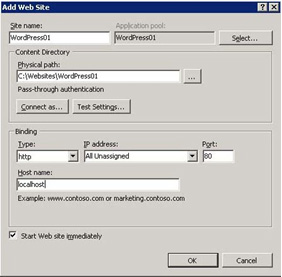 Add Web Site
Site name:
Application pool:
WordPress01
WordPress01
Select...
Content Directory
Physical path:
C:\Websites\WordPress01
...
Pass-through authentication
Connect as...
Test Settings...
Binding
Type:
IP address:
Port:
http
All Unassigned
80
Host name:
localhost
Example: www.contoso.com or marketing.contoso.com
Start Web site immediately
OK
Cancel